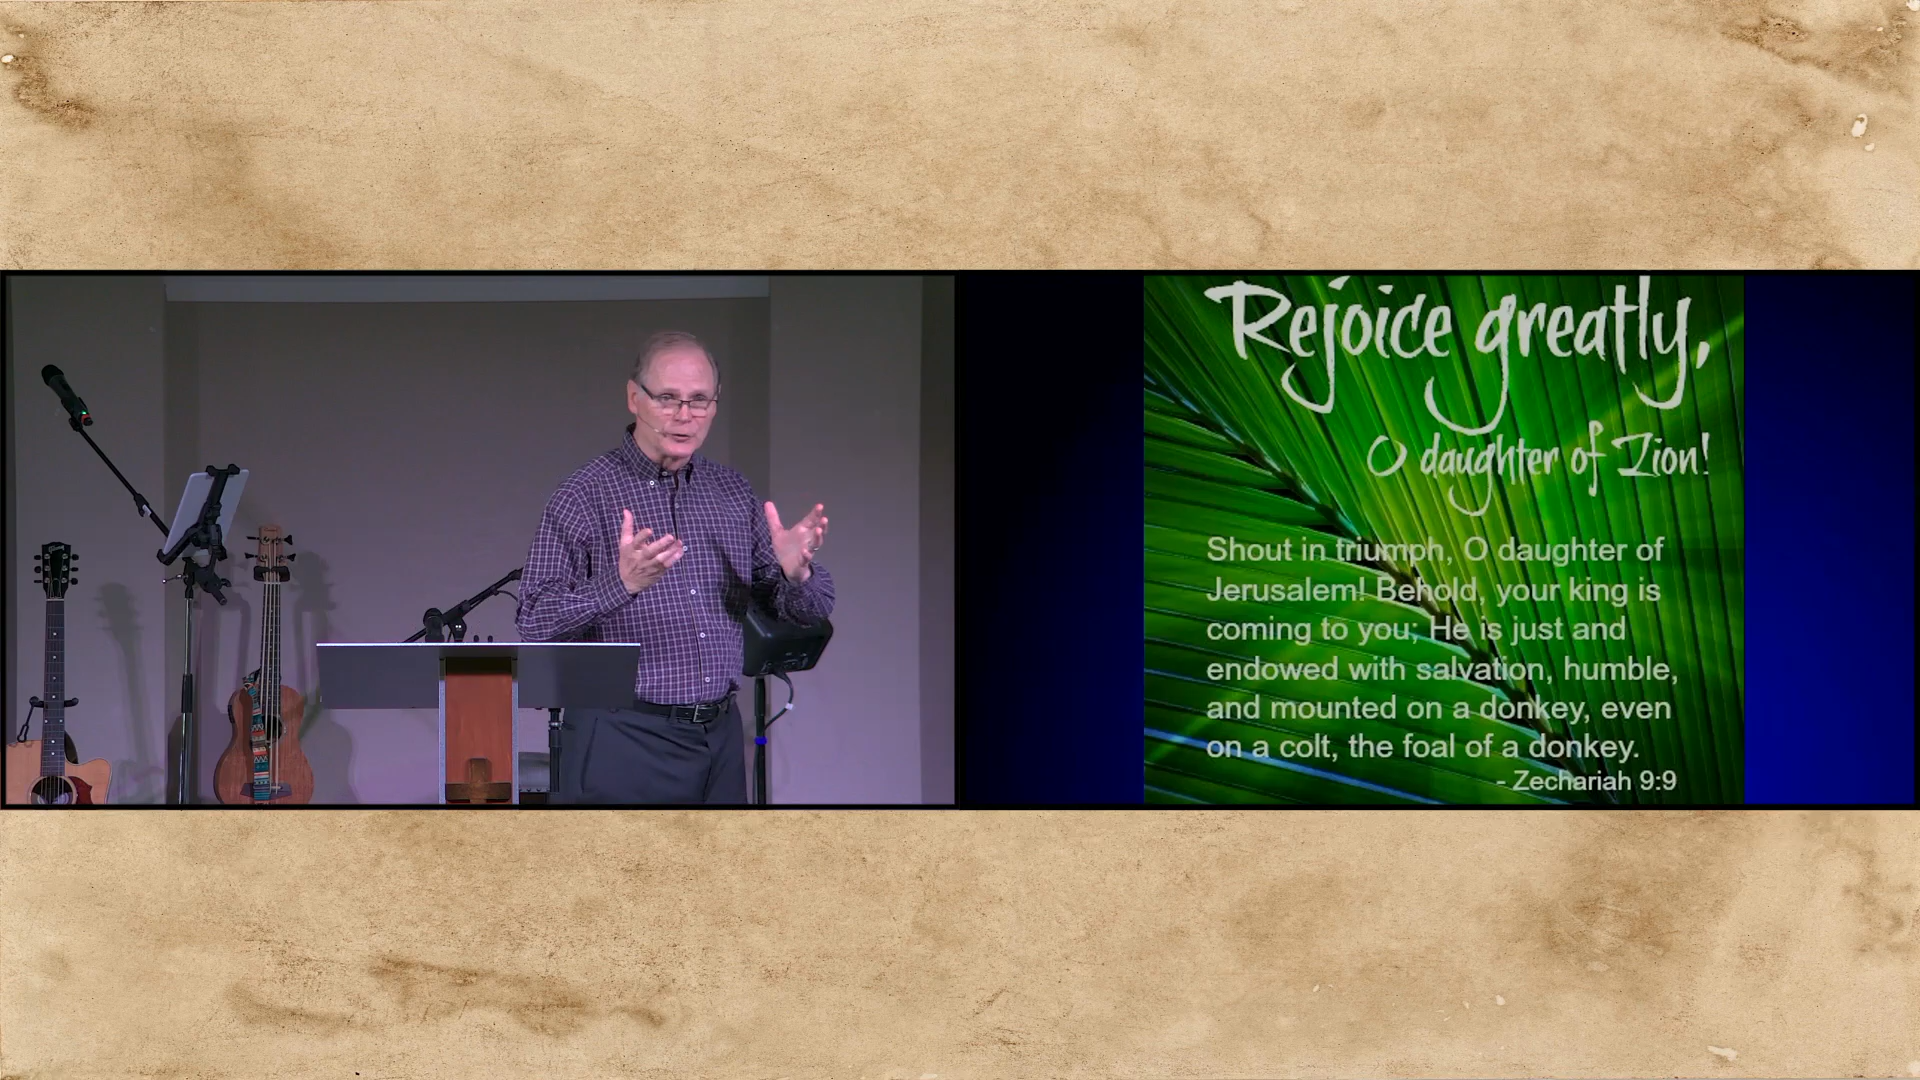 Rejoice greatly,
O daughter of Zion!
Shout in triumph, O daughter of
Jerusalem! Behold, your king is
coming to you; He is just and
endowed with salvation, humble,
and mounted on a donkey, even
on a colt, the foal of a donkey.
- Zechariah 9:9
Gibson